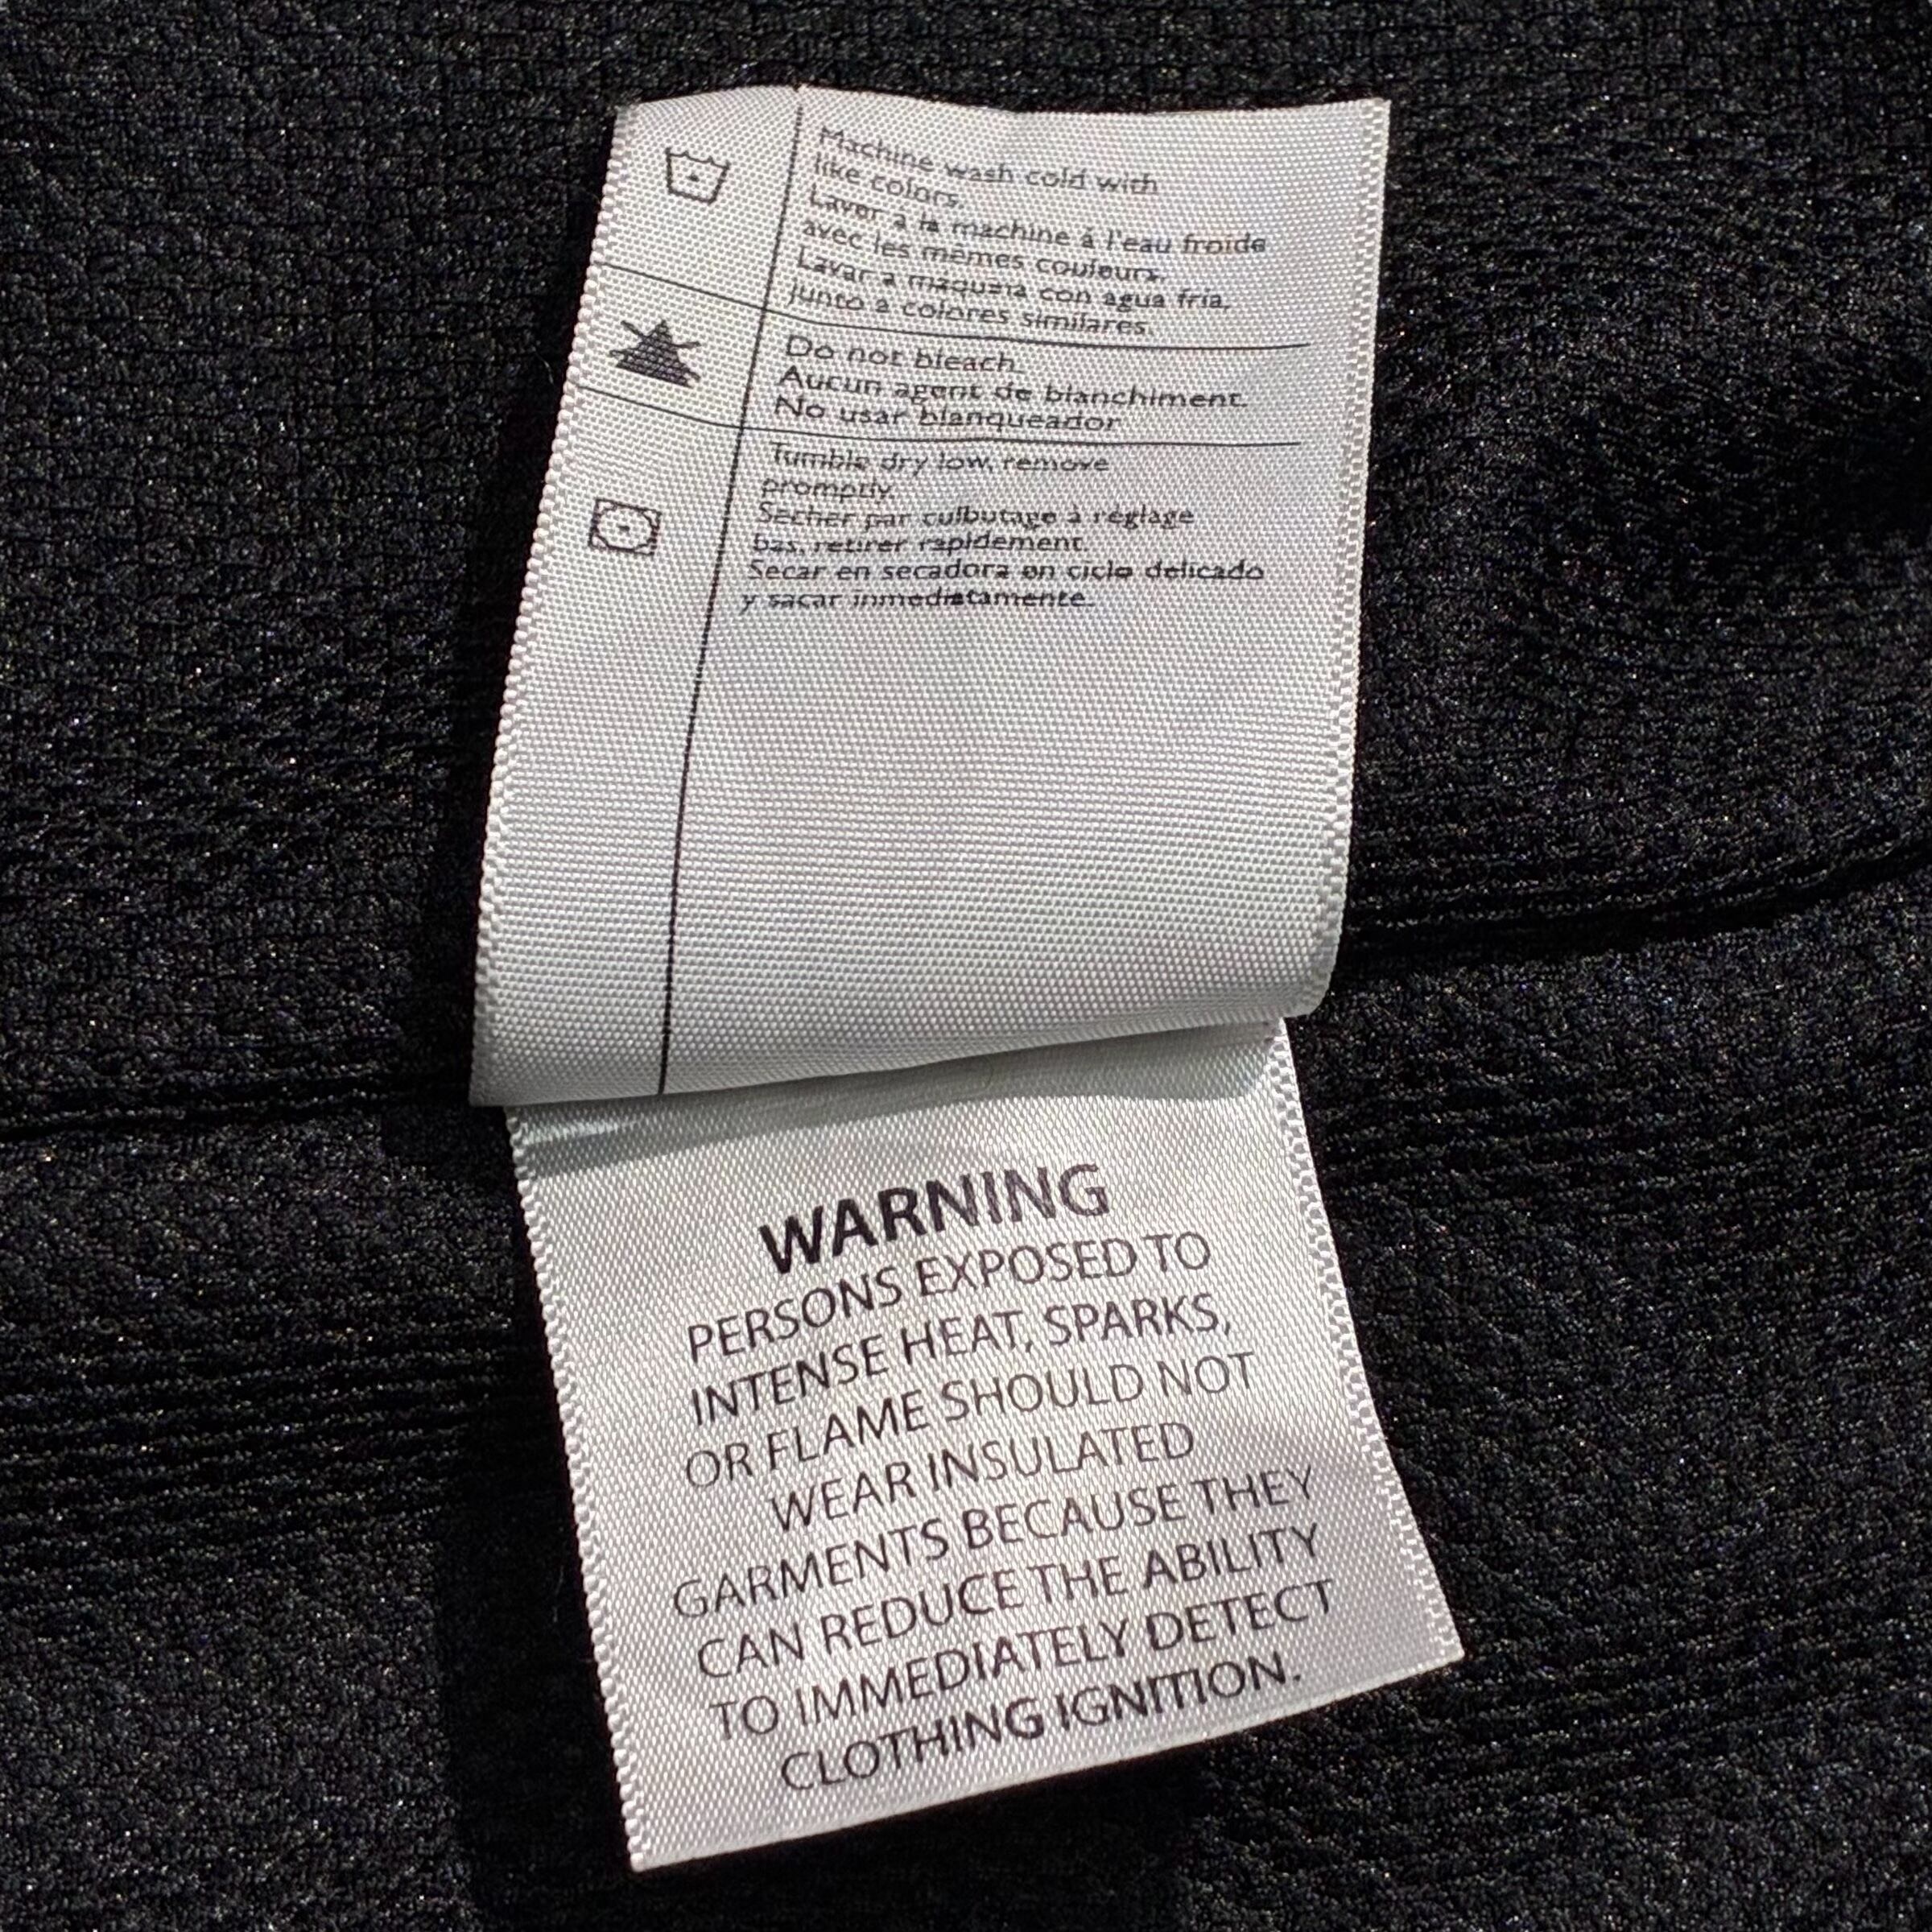 Machine wash cold with
like colors.
Laver à la machine à l'eau froide
avec les mêmes couleurs.
Lavar a maquina con agua fria,
junto a colores similares.
Do not bleach.
Aucun agent de blanchiment.
No usar blanqueador
Tumble dry low, remove
promptly.
Sécher par culbutage à réglage
bas, retirer rapidement.
Secar en secadora en ciclo delicado
y sacar inmediatamente.
WARNING
PERSONS EXPOSED TO
INTENSE HEAT, SPARKS,
OR FLAME SHOULD NOT
WEAR INSULATED
GARMENTS BECAUSE THEY
CAN REDUCE THE ABILITY
TO IMMEDIATELY DETECT
CLOTHING IGNITION.